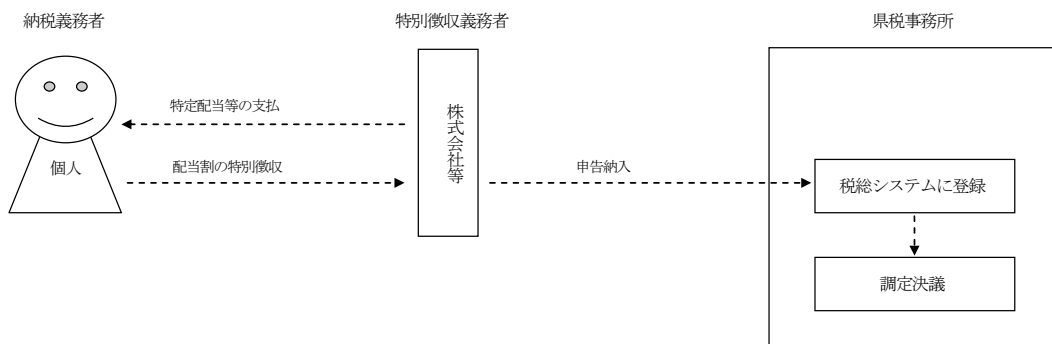 納税義務者
特別徴収義務者
県税事務所
特定配当等の支払
株式会社等
個人
配当割の特別徴収
申告納入
税総システムに登録
調定決議